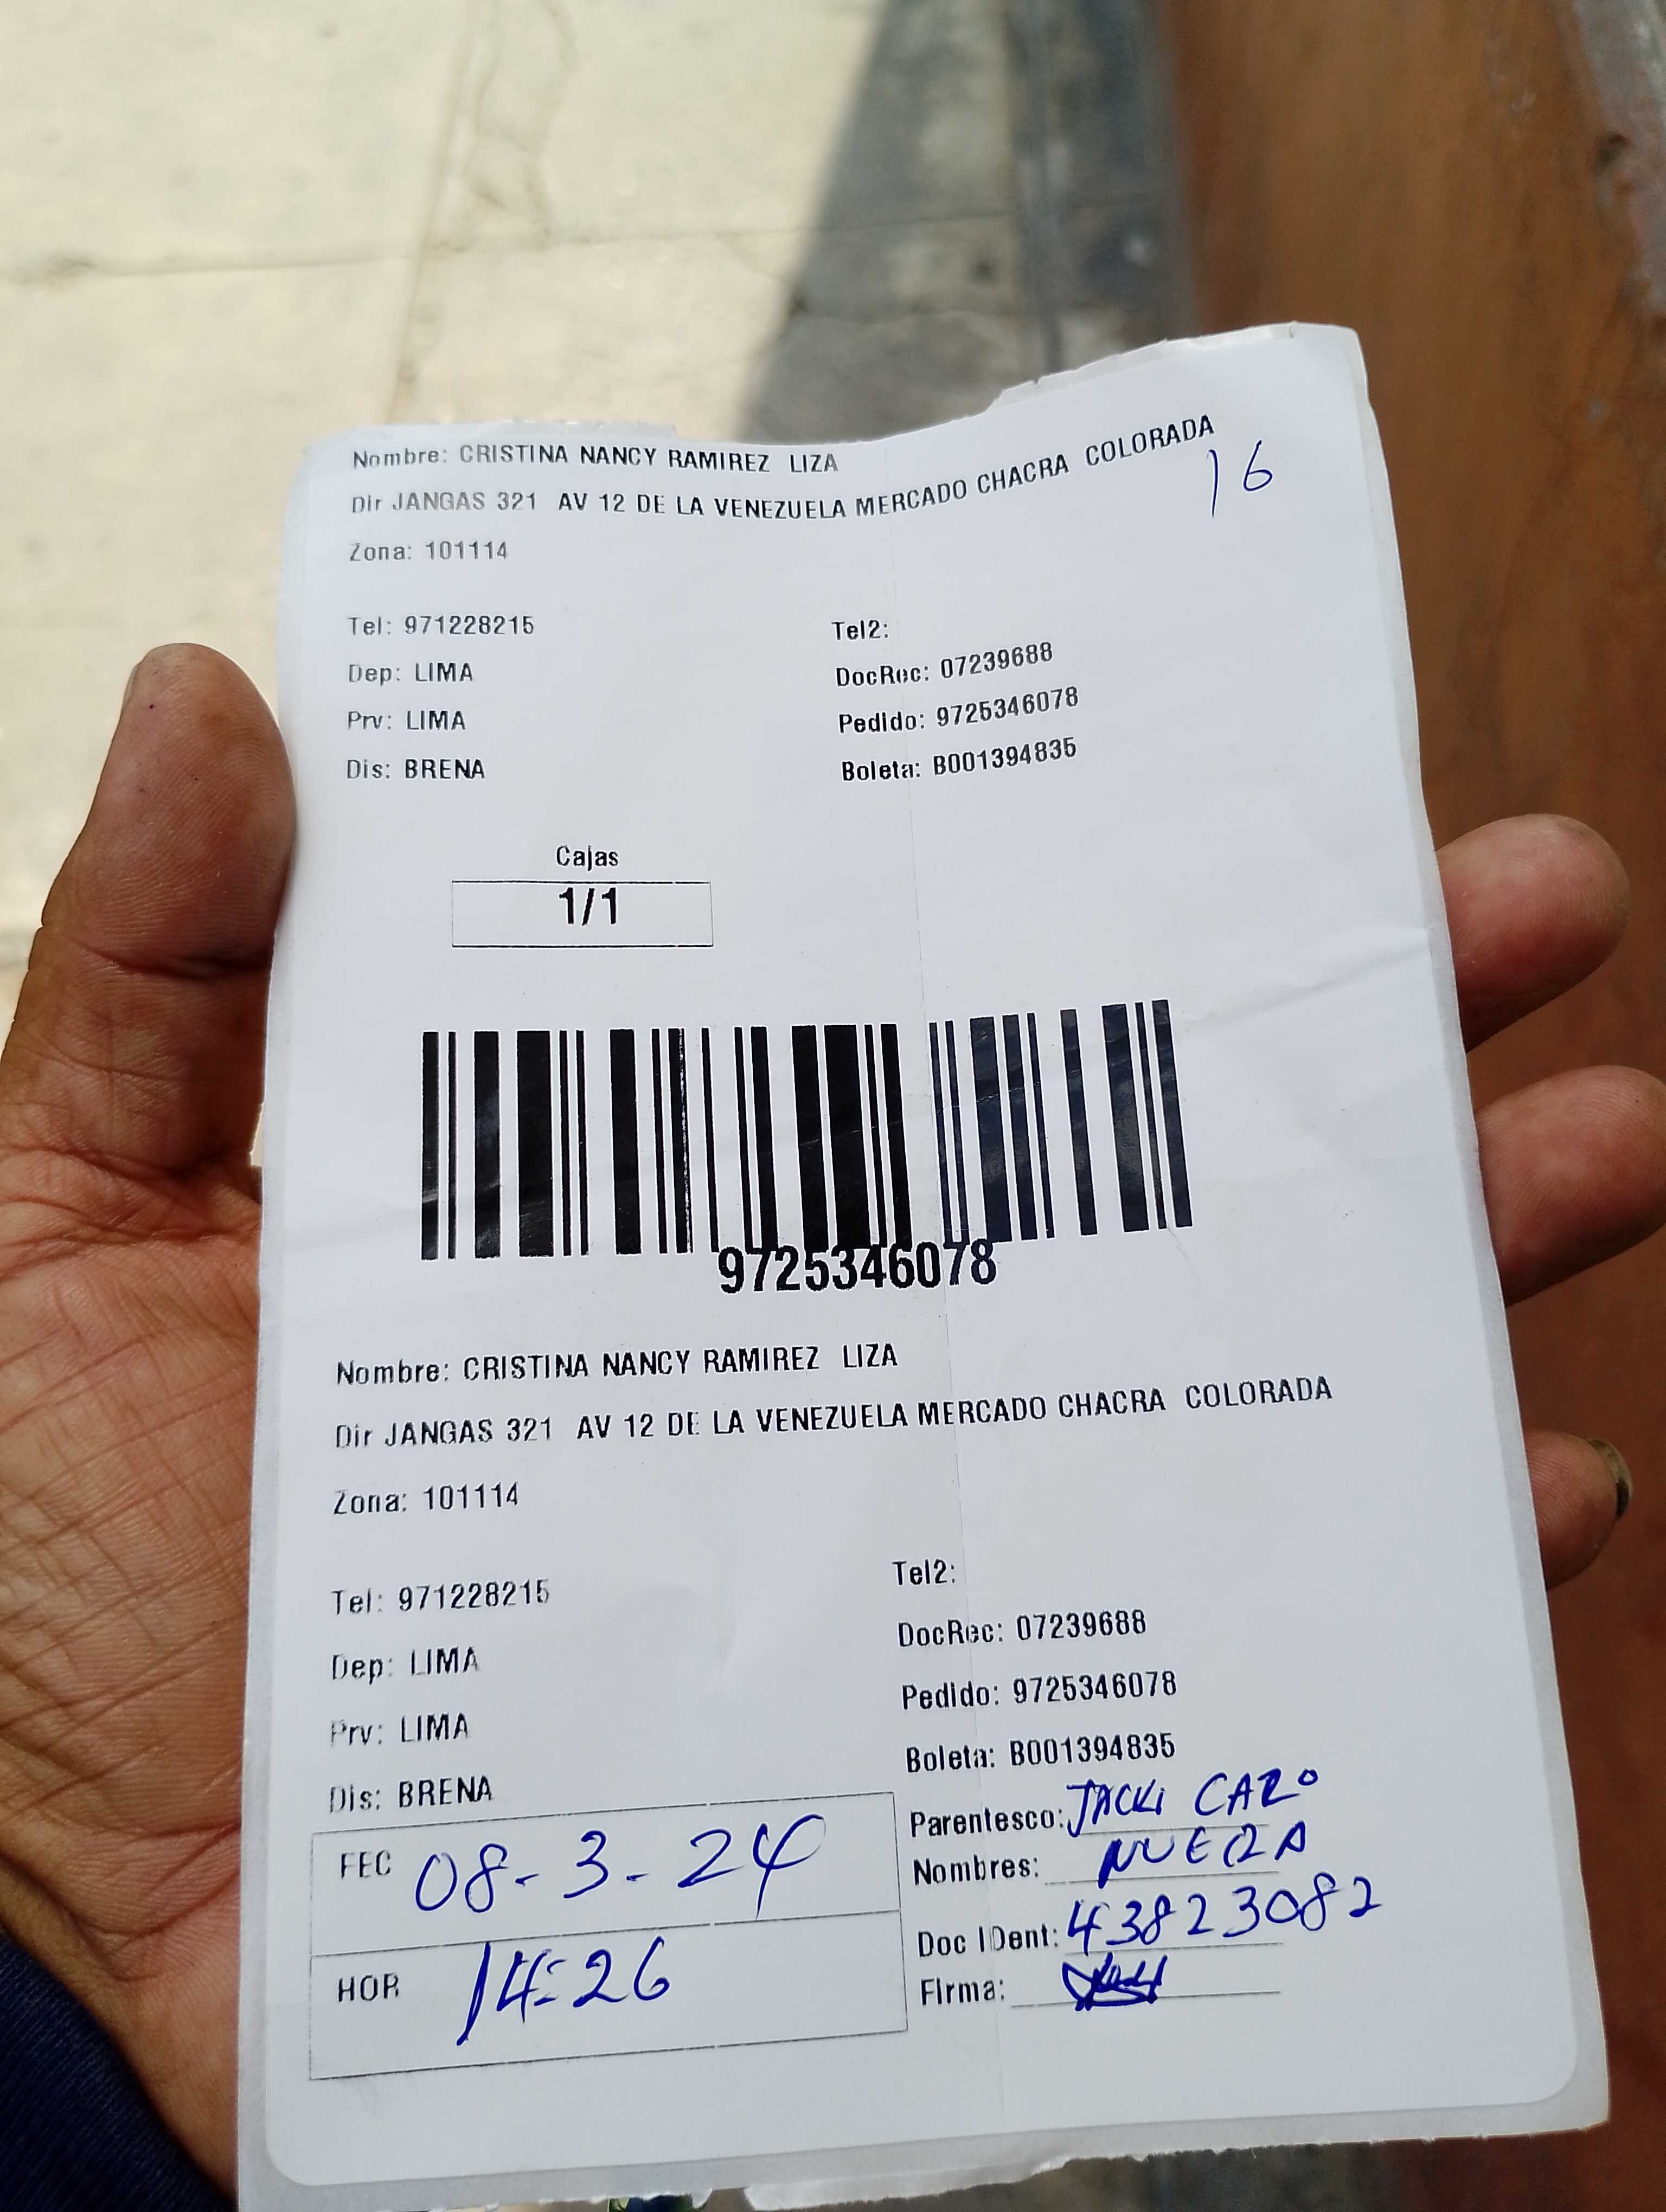 Nombre: CRISTINA NANCY RAMIREZ LIZA
Dir JANGAS 321 AV 12 DE LA VENEZUELA MERCADO CHACRA COLORADA
16
Zona: 101114
Tel: 971228215 Tel2:
Dep: LIMA DocRec: 07239688
Prv: LIMA Pedido: 9725346078
Dis: BRENA Boleta: B001394835
Cajas
1/1
9725346078
Nombre: CRISTINA NANCY RAMIREZ LIZA
Dir JANGAS 321 AV 12 DE LA VENEZUELA MERCADO CHACRA COLORADA
Zona: 101114
Tel: 971228215 Tel2:
Dep: LIMA DocRec: 07239688
Prv: LIMA Pedido: 9725346078
Dis: BRENA Boleta: B001394835
FEC 08-3-24
HOR 14:26
Parentesco: JACKi CAZO
Nombres: NUERA
Doc IDent: 43823082
Firma: